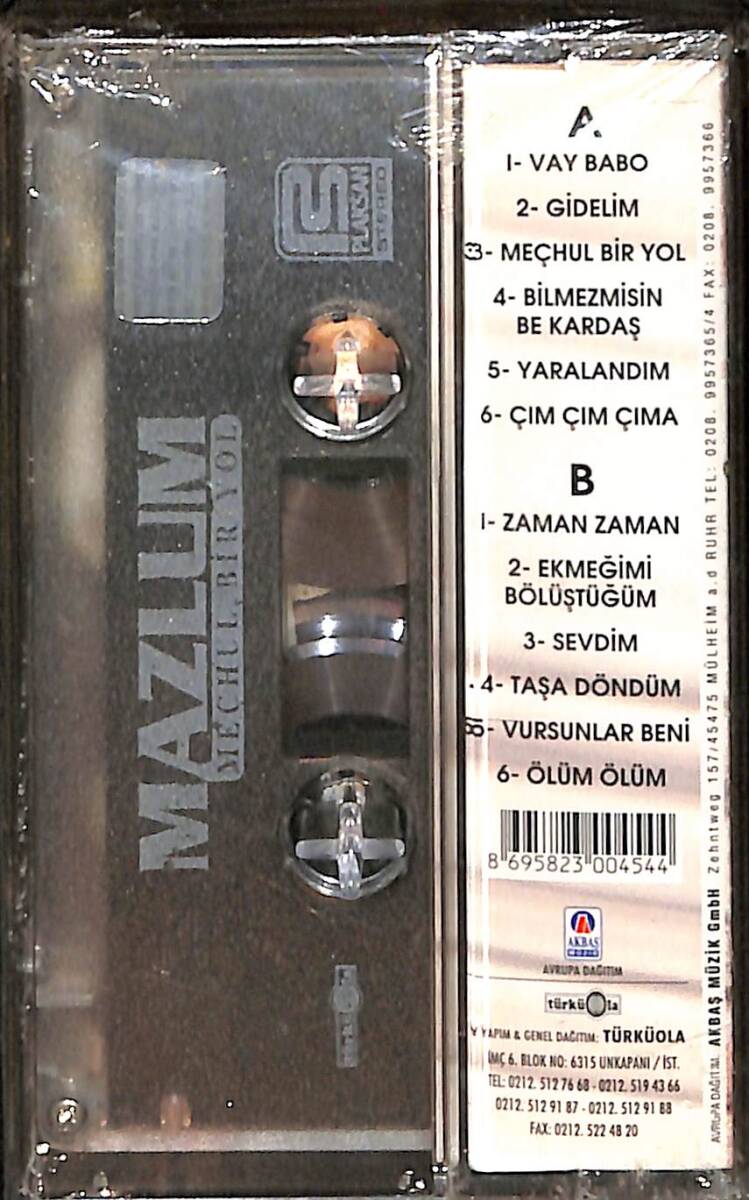 PLAKSAN
STEREO
MAZLUM
MEÇHUL BİR YOL
A.
1- VAY BABO
2- GİDELİM
3- MEÇHUL BİR YOL
4- BİLMEZMİSİN
BE KARDAŞ
5- YARALANDIM
6- ÇIM ÇIM ÇIMA
B
1- ZAMAN ZAMAN
2- EKMEĞİMİ
BÖLÜŞTÜĞÜM
3- SEVDİM
4- TAŞA DÖNDÜM
5- VURSUNLAR BENİ
6- ÖLÜM ÖLÜM
8 695823 004544
AKBAŞ
MÜZİK
AVRUPA DAĞITIM
türküola
YAPIM & GENEL DAĞITIM: TÜRKÜOLA
İMÇ 6. BLOK NO: 6315 UNKAPANI / İST.
TEL: 0212. 512 76 68 - 0212. 519 43 66
0212. 512 91 87 - 0212. 512 91 88
FAX: 0212. 522 48 20
AVRUPA DAĞITIM: AKBAŞ MÜZİK GmbH Zehntweg 157/45475 MÜLHEIM a.d RUHR TEL: 0208. 9957365/4 FAX: 0208. 9957366